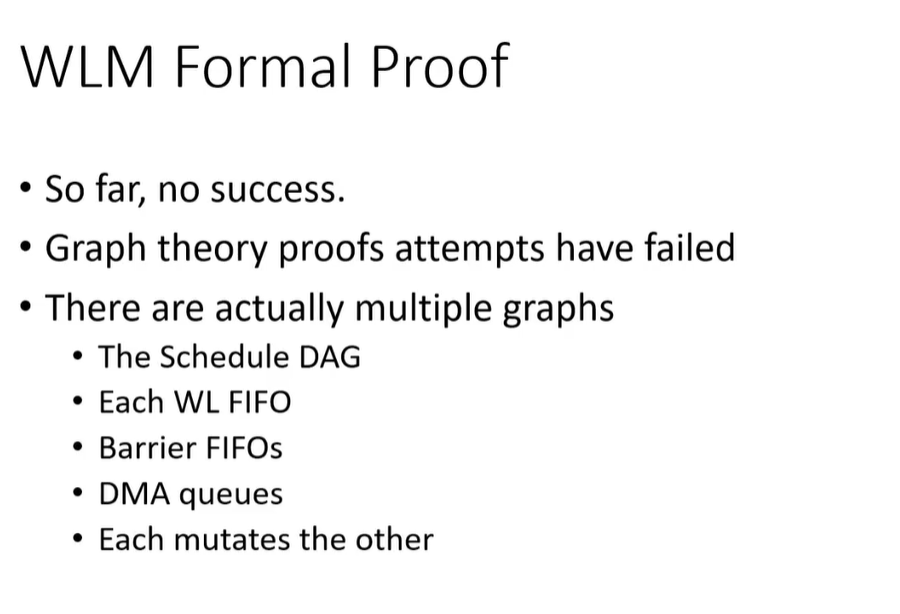 WLM Formal Proof
• So far, no success.
• Graph theory proofs attempts have failed
• There are actually multiple graphs
• The Schedule DAG
• Each WL FIFO
• Barrier FIFOs
• DMA queues
• Each mutates the other